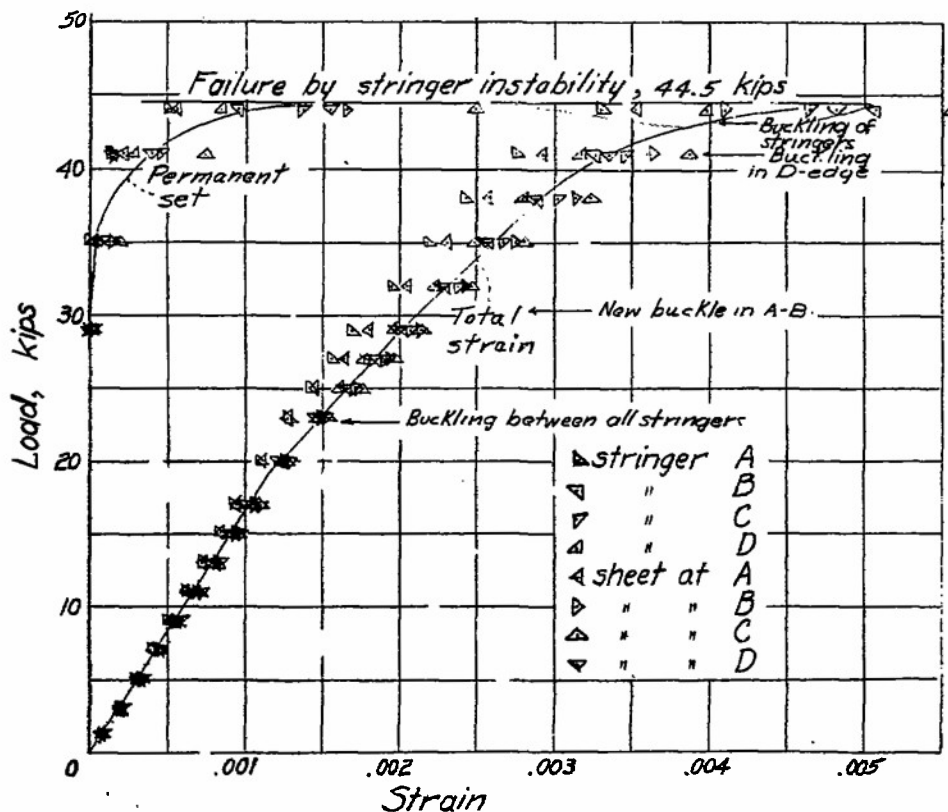 50
Failure by stringer instability, 44.5 kips
Buckling of
stringers
Buckling
in D-edge
40
Permanent
set
30
Total
strain
New buckle in A-B
Buckling between all stringers
20
stringer A
" B
" C
" D
sheet at A
" " B
10
" " C
" " D
Load, kips
0 .001 .002 .003 .004 .005
Strain